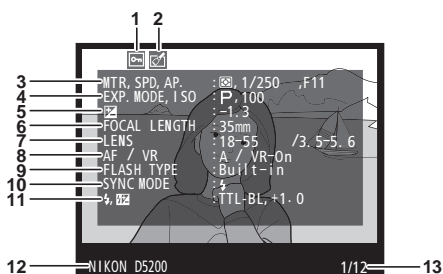 1 2
3 MTR, SPD, AP. : , 1/250 ,F11
4 EXP. MODE, ISO : P, 100
5 : -1.3
6 FOCAL LENGTH : 35mm
7 LENS : 18-55 /3.5-5.6
8 AF / VR : A / VR-On
9 FLASH TYPE : Built-in
10 SYNC MODE :
11 , : TTL-BL, +1.0
12 NIKON D5200 1/12 13